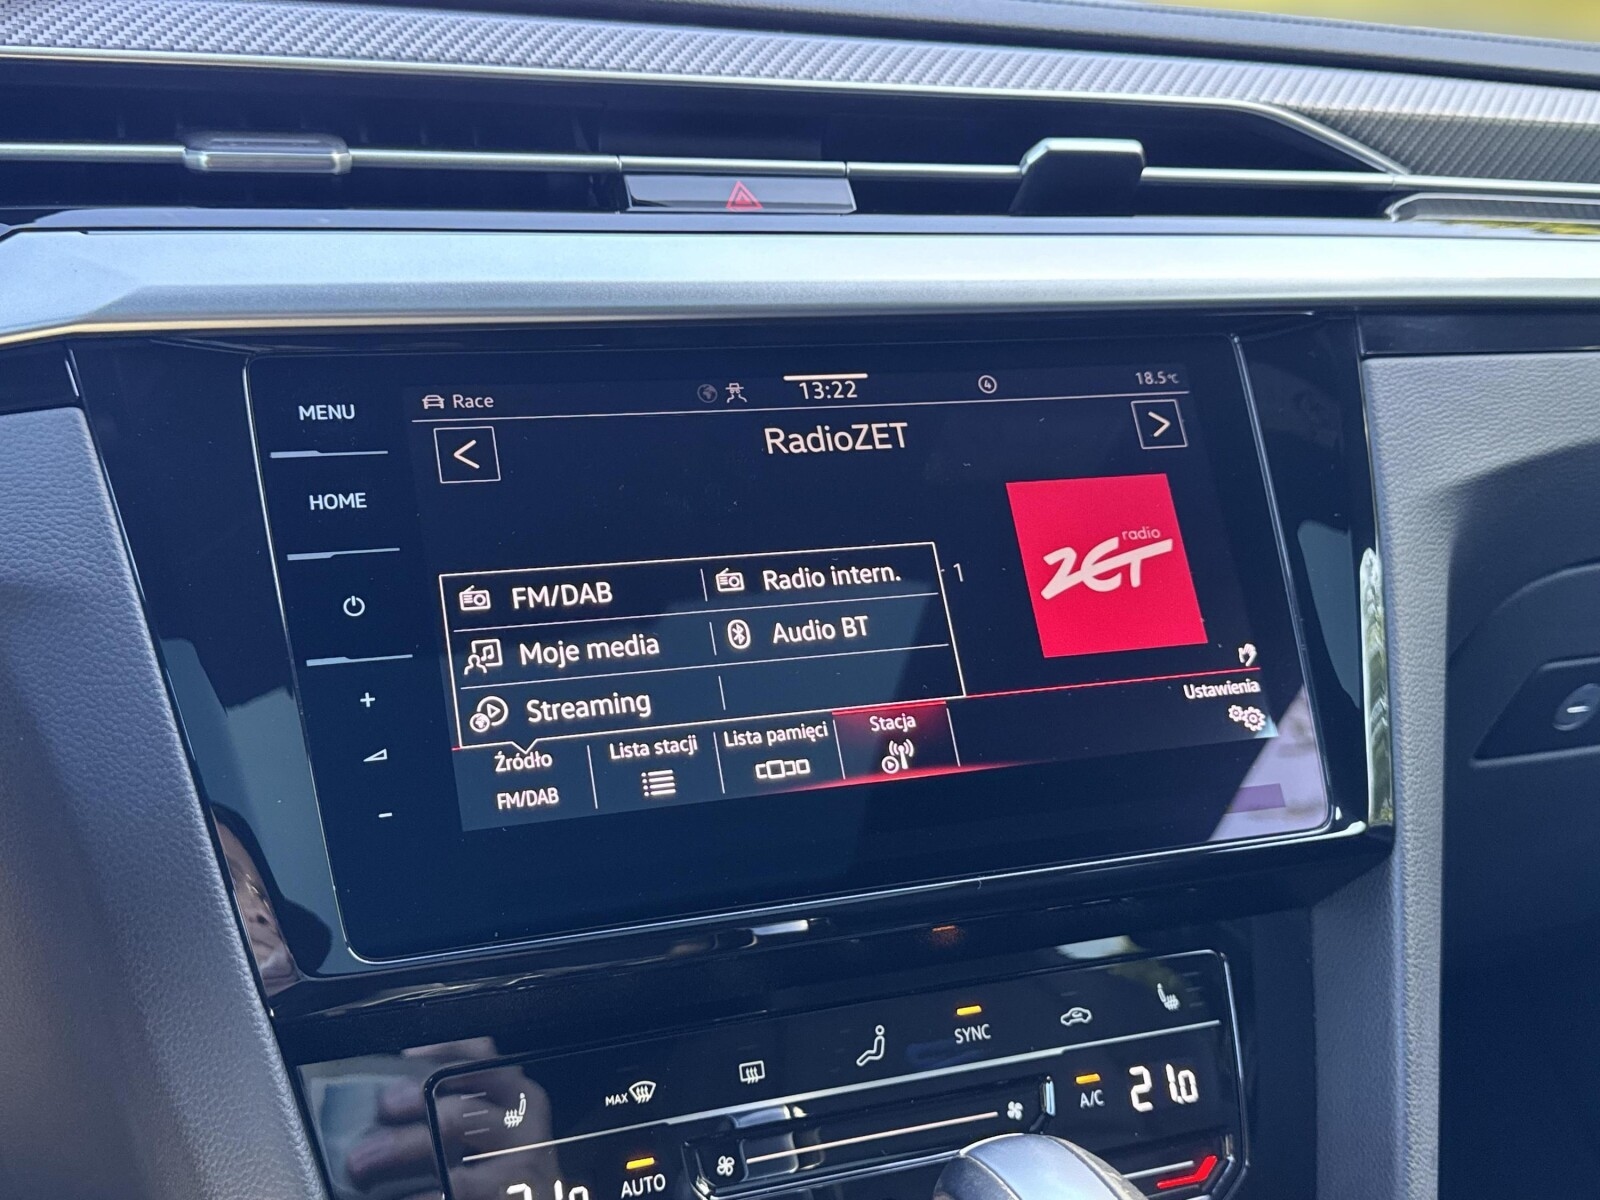 MENU
HOME
+
-
Race
13:22
4
18.5°C
<
RadioZET
>
radio
ZET
FM/DAB
Radio intern.
1
Moje media
Audio BT
Streaming
Ustawienia
Źródło
FM/DAB
Lista stacji
Lista pamięci
Stacja
MAX
SYNC
A/C
21.0
AUTO